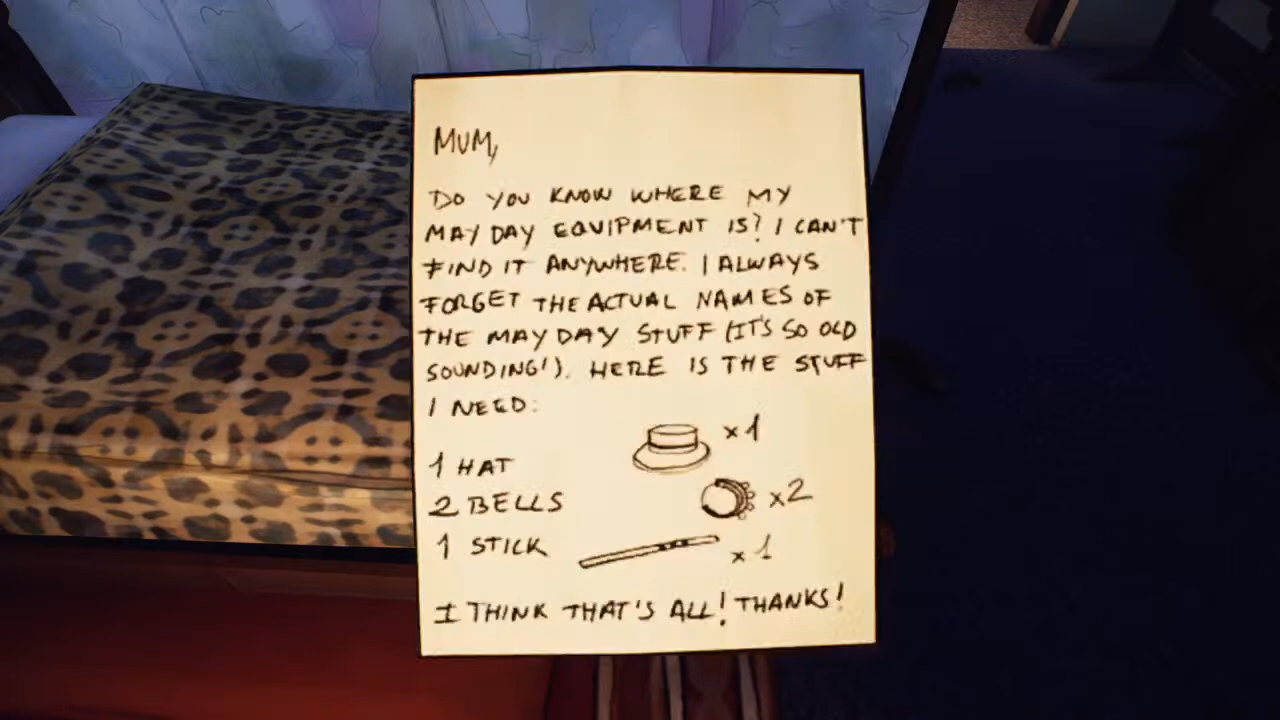 MUM,
DO YOU KNOW WHERE MY
MAY DAY EQUIPMENT IS? I CAN'T
FIND IT ANYWHERE. I ALWAYS
FORGET THE ACTUAL NAMES OF
THE MAY DAY STUFF (IT'S SO OLD
SOUNDING!). HERE IS THE STUFF
I NEED:
x1
1 HAT
2 BELLS x2
1 STICK x1
I THINK THAT'S ALL! THANKS!